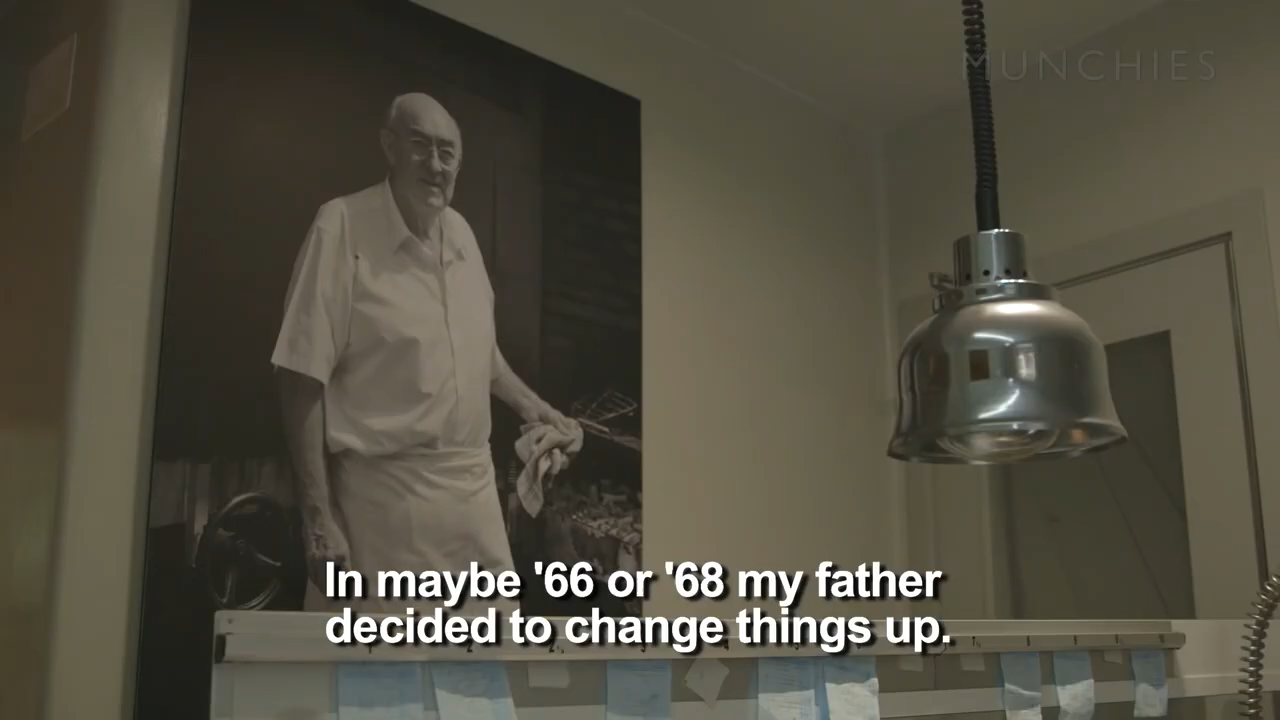 MUNCHIES
In maybe '66 or '68 my father
decided to change things up.